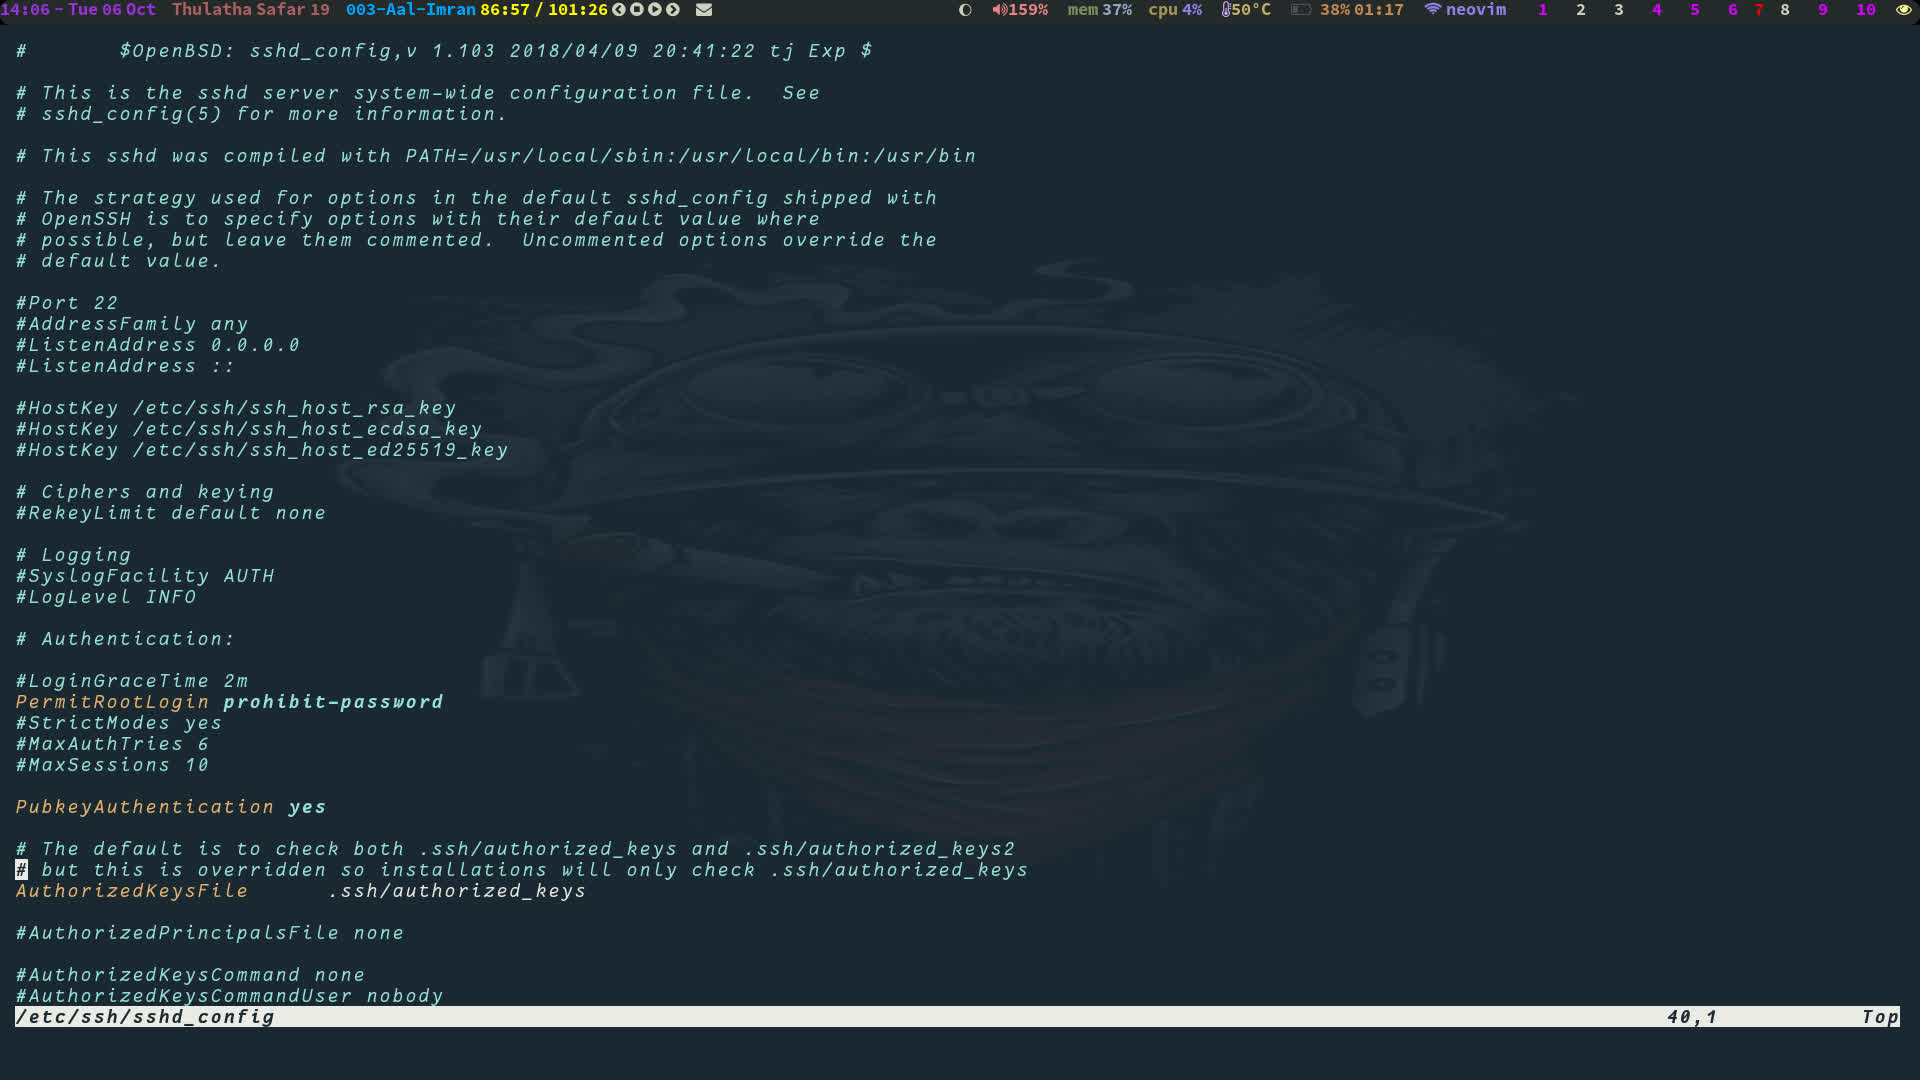 14:06 - Tue 06 Oct Thulatha Safar 19 003-Aal-Imran 86:57 / 101:26 159% mem 37% cpu 4% 50°C 38% 01:17 neovim 1 2 3 4 5 6 7 8 9 10
# $OpenBSD: sshd_config,v 1.103 2018/04/09 20:41:22 tj Exp $
# This is the sshd server system-wide configuration file. See
# sshd_config(5) for more information.
# This sshd was compiled with PATH=/usr/local/sbin:/usr/local/bin:/usr/bin
# The strategy used for options in the default sshd_config shipped with
# OpenSSH is to specify options with their default value where
# possible, but leave them commented. Uncommented options override the
# default value.
#Port 22
#AddressFamily any
#ListenAddress 0.0.0.0
#ListenAddress ::
#HostKey /etc/ssh/ssh_host_rsa_key
#HostKey /etc/ssh/ssh_host_ecdsa_key
#HostKey /etc/ssh/ssh_host_ed25519_key
# Ciphers and keying
#RekeyLimit default none
# Logging
#SyslogFacility AUTH
#LogLevel INFO
# Authentication:
#LoginGraceTime 2m
PermitRootLogin prohibit-password
#StrictModes yes
#MaxAuthTries 6
#MaxSessions 10
PubkeyAuthentication yes
# The default is to check both .ssh/authorized_keys and .ssh/authorized_keys2
# but this is overridden so installations will only check .ssh/authorized_keys
AuthorizedKeysFile .ssh/authorized_keys
#AuthorizedPrincipalsFile none
#AuthorizedKeysCommand none
#AuthorizedKeysCommandUser nobody
/etc/ssh/sshd_config 40,1 Top